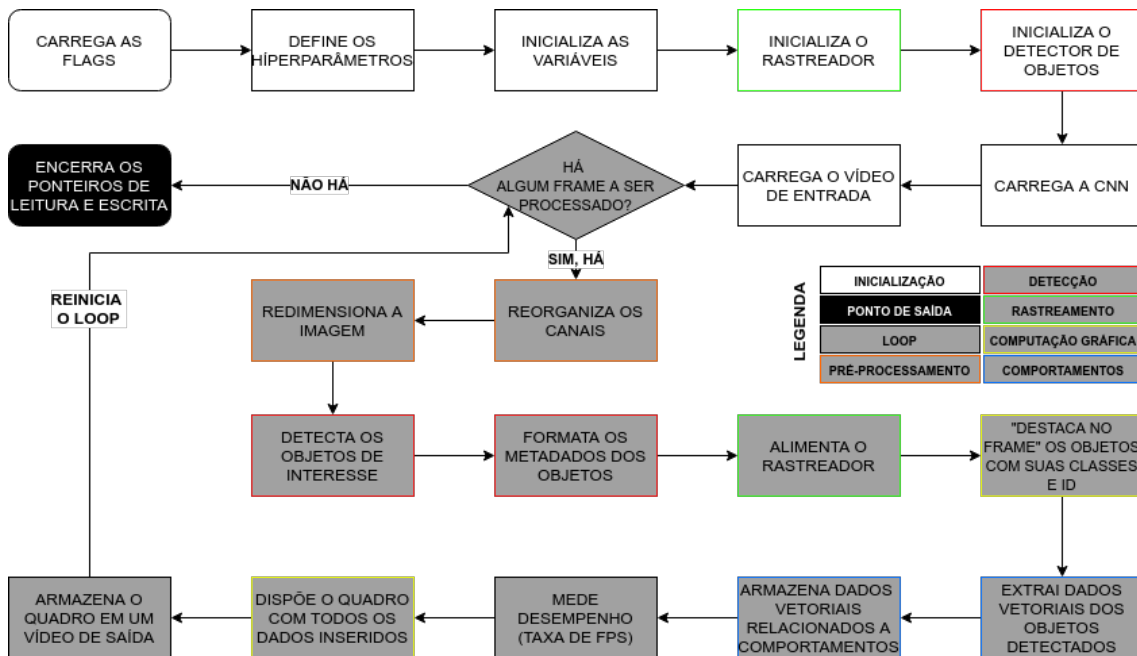 CARREGA AS
FLAGS
DEFINE OS
HÍPERPARÂMETROS
INICIALIZA AS
VARIÁVEIS
INICIALIZA O
RASTREADOR
INICIALIZA O
DETECTOR DE
OBJETOS
CARREGA A CNN
CARREGA O VÍDEO
DE ENTRADA
HÁ
ALGUM FRAME A SER
PROCESSADO?
NÃO HÁ
ENCERRA OS
PONTEIROS DE
LEITURA E ESCRITA
SIM, HÁ
REORGANIZA OS
CANAIS
REDIMENSIONA A
IMAGEM
REINICIA
O LOOP
LEGENDA
INICIALIZAÇÃO
DETECÇÃO
PONTO DE SAÍDA
RASTREAMENTO
LOOP
COMPUTAÇÃO GRÁFICA
PRÉ-PROCESSAMENTO
COMPORTAMENTOS
DETECTA OS
OBJETOS DE
INTERESSE
FORMATA OS
METADADOS DOS
OBJETOS
ALIMENTA O
RASTREADOR
"DESTACA NO
FRAME" OS OBJETOS
COM SUAS CLASSES
E ID
EXTRAI DADOS
VETORIAIS DOS
OBJETOS
DETECTADOS
ARMAZENA DADOS
VETORIAIS
RELACIONADOS A
COMPORTAMENTOS
MEDE
DESEMPENHO
(TAXA DE FPS)
DISPÕE O QUADRO
COM TODOS OS
DADOS INSERIDOS
ARMAZENA O
QUADRO EM UM
VÍDEO DE SAÍDA